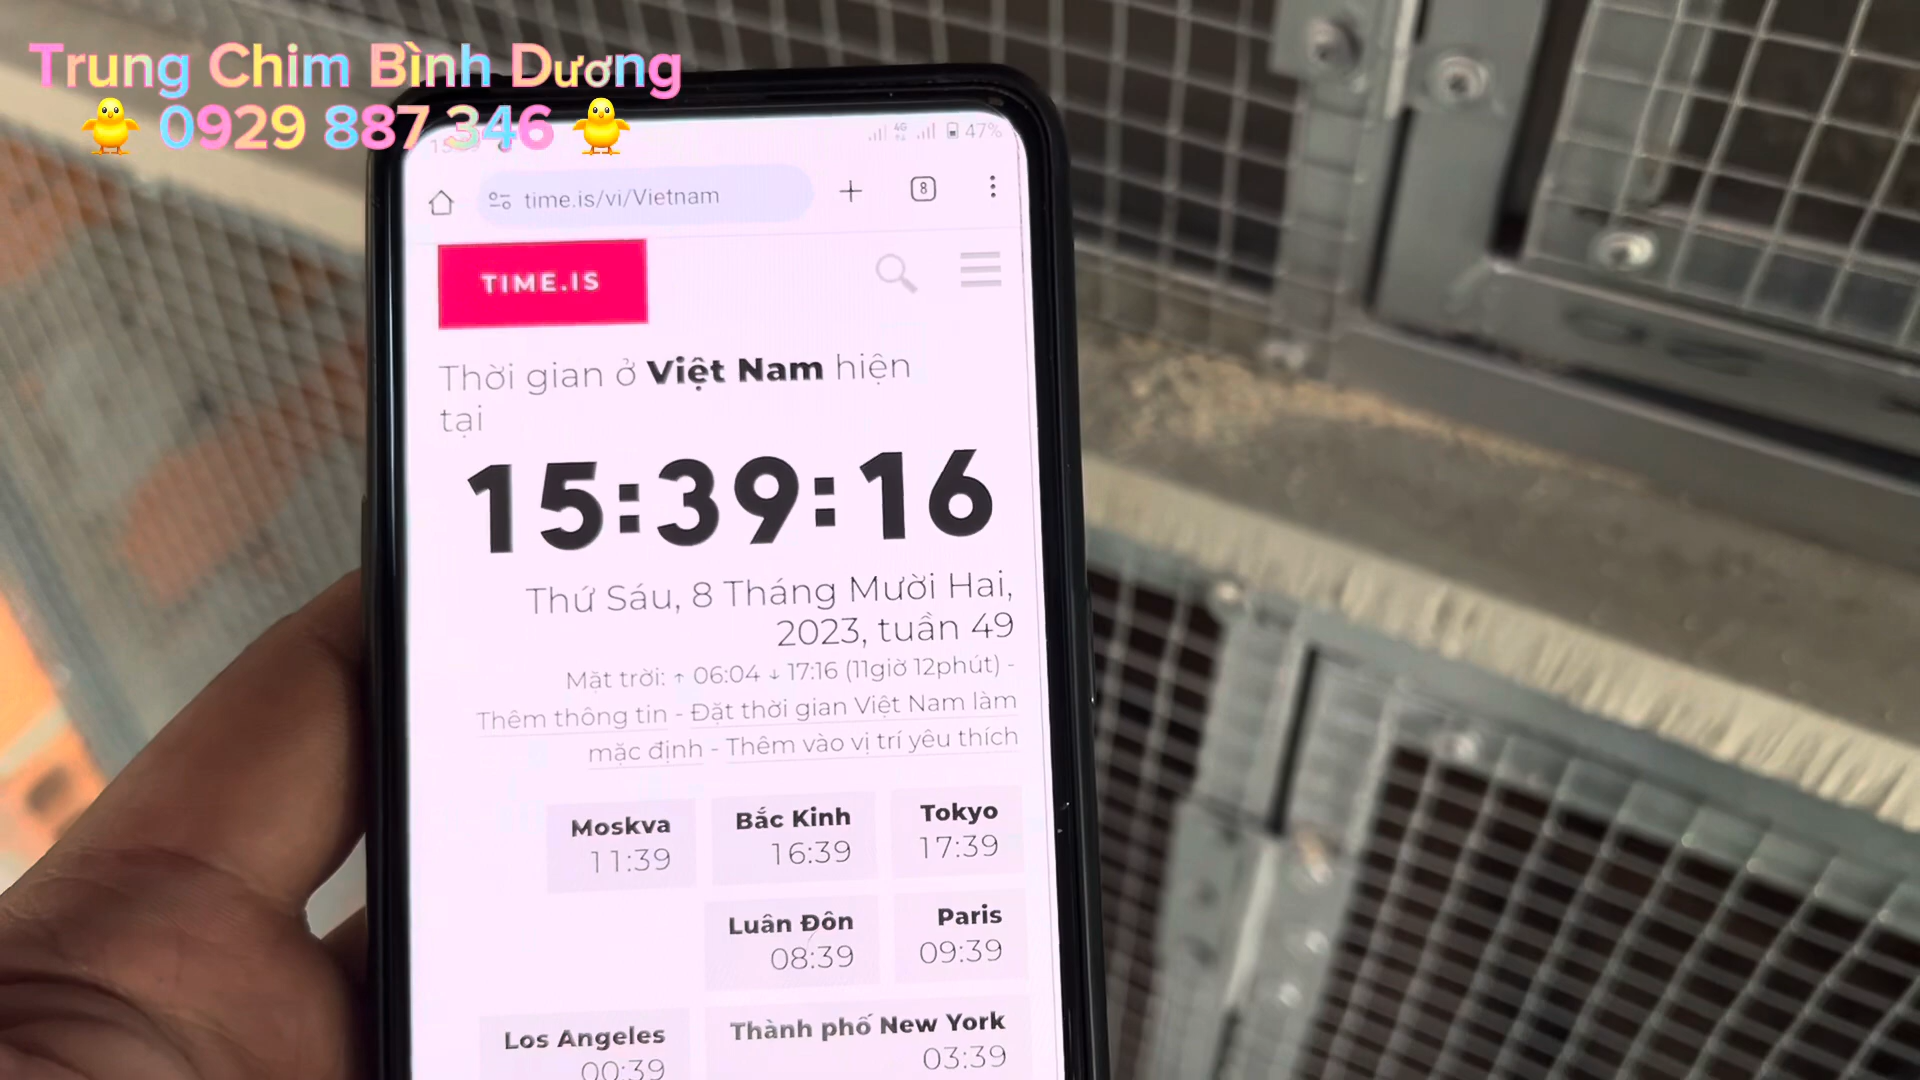 Trung Chim Bình Dương
0929 887 346
4G 47%
time.is/vi/Vietnam
8
TIME.IS
Thời gian ở Việt Nam hiện
tại
15:39:16
Thứ Sáu, 8 Tháng Mười Hai,
2023, tuần 49
Mặt trời: ↑ 06:04 ↓ 17:16 (11giờ 12phút) -
Thêm thông tin - Đặt thời gian Việt Nam làm
mặc định - Thêm vào vị trí yêu thích
Moskva
11:39
Bắc Kinh
16:39
Tokyo
17:39
Luân Đôn
08:39
Paris
09:39
Los Angeles
00:39
Thành phố New York
03:39